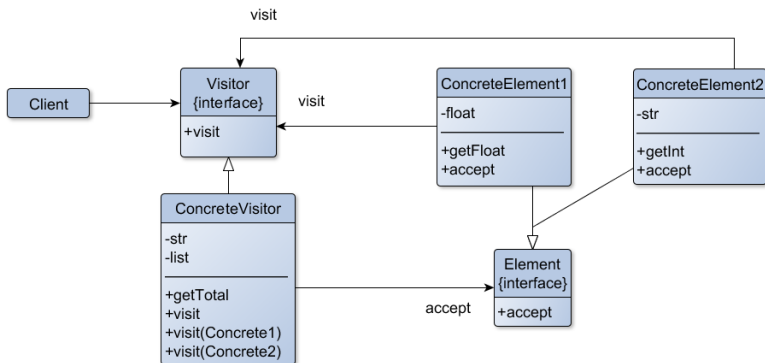 visit
Client
Visitor
{interface}
+visit
visit
ConcreteElement1
-float
+getFloat
+accept
ConcreteElement2
-str
+getInt
+accept
ConcreteVisitor
-str
-list
+getTotal
+visit
+visit(Concrete1)
+visit(Concrete2)
accept
Element
{interface}
+accept